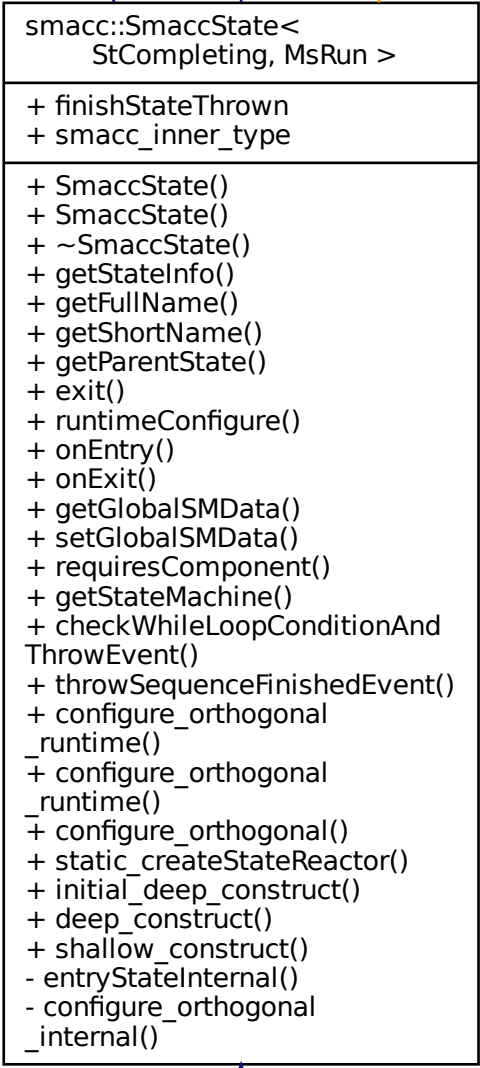 smacc::SmaccState<
StCompleting, MsRun >
+ finishStateThrown
+ smacc_inner_type
+ SmaccState()
+ SmaccState()
+ ~SmaccState()
+ getStateInfo()
+ getFullName()
+ getShortName()
+ getParentState()
+ exit()
+ runtimeConfigure()
+ onEntry()
+ onExit()
+ getGlobalSMData()
+ setGlobalSMData()
+ requiresComponent()
+ getStateMachine()
+ checkWhileLoopConditionAnd
ThrowEvent()
+ throwSequenceFinishedEvent()
+ configure_orthogonal
_runtime()
+ configure_orthogonal
_runtime()
+ configure_orthogonal()
+ static_createStateReactor()
+ initial_deep_construct()
+ deep_construct()
+ shallow_construct()
- entryStateInternal()
- configure_orthogonal
_internal()